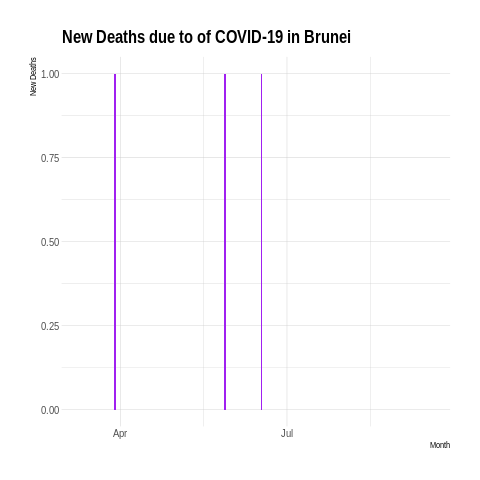 New Deaths due to of COVID-19 in Brunei
New Deaths
1.00
0.75
0.50
0.25
0.00
Apr
Jul
Month